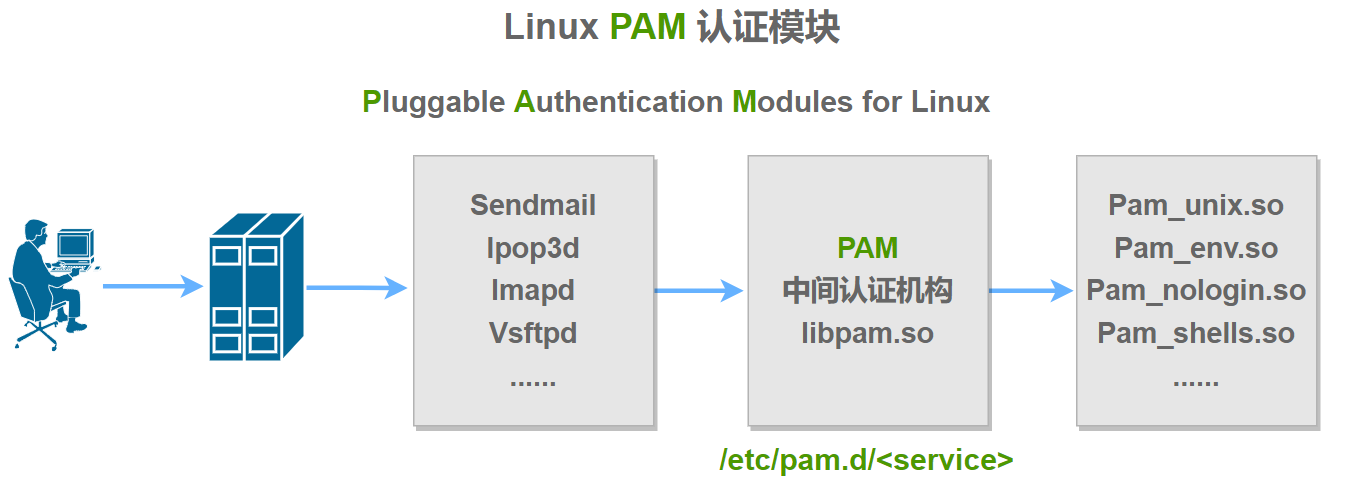 Linux PAM 认证模块
Pluggable Authentication Modules for Linux
Sendmail
Ipop3d
Imapd
Vsftpd
......
PAM
中间认证机构
libpam.so
/etc/pam.d/<service>
Pam_unix.so
Pam_env.so
Pam_nologin.so
Pam_shells.so
......